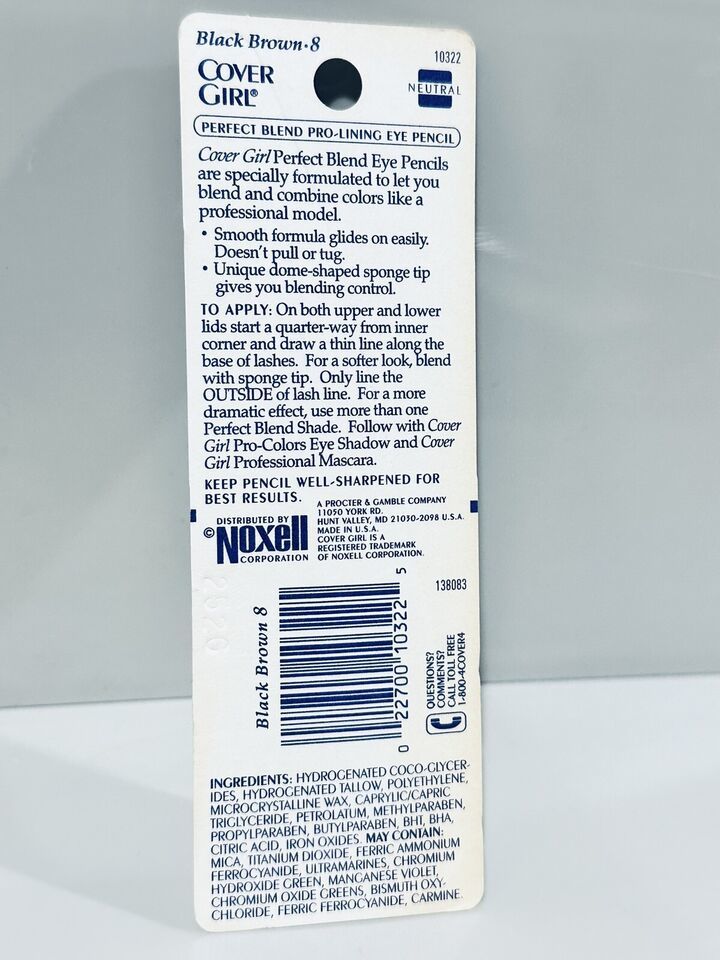 Black Brown•8
10322
COVER
GIRL®
NEUTRAL
PERFECT BLEND PRO-LINING EYE PENCIL
Cover Girl Perfect Blend Eye Pencils
are specially formulated to let you
blend and combine colors like a
professional model.
• Smooth formula glides on easily.
Doesn't pull or tug.
• Unique dome-shaped sponge tip
gives you blending control.
TO APPLY: On both upper and lower
lids start a quarter-way from inner
corner and draw a thin line along the
base of lashes. For a softer look, blend
with sponge tip. Only line the
OUTSIDE of lash line. For a more
dramatic effect, use more than one
Perfect Blend Shade. Follow with Cover
Girl Pro-Colors Eye Shadow and Cover
Girl Professional Mascara.
KEEP PENCIL WELL-SHARPENED FOR
BEST RESULTS.
DISTRIBUTED BY
© Noxell
CORPORATION
A PROCTER & GAMBLE COMPANY
11050 YORK RD.
HUNT VALLEY, MD 21030-2098 U.S.A.
MADE IN U.S.A.
COVER GIRL IS A
REGISTERED TRADEMARK
OF NOXELL CORPORATION.
138083
Black Brown 8
0 22700 10322 5
QUESTIONS?
COMMENTS?
CALL TOLL FREE
1-800-4COVER4
INGREDIENTS: HYDROGENATED COCO-GLYCER-
IDES, HYDROGENATED TALLOW, POLYETHYLENE,
MICROCRYSTALLINE WAX, CAPRYLIC/CAPRIC
TRIGLYCERIDE, PETROLATUM, METHYLPARABEN,
PROPYLPARABEN, BUTYLPARABEN, BHT, BHA,
CITRIC ACID, IRON OXIDES. MAY CONTAIN:
MICA, TITANIUM DIOXIDE, FERRIC AMMONIUM
FERROCYANIDE, ULTRAMARINES, CHROMIUM
HYDROXIDE GREEN, MANGANESE VIOLET,
CHROMIUM OXIDE GREENS, BISMUTH OXY-
CHLORIDE, FERRIC FERROCYANIDE, CARMINE.